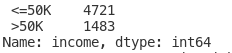 <=50K    4721
>50K     1483
Name: income, dtype: int64